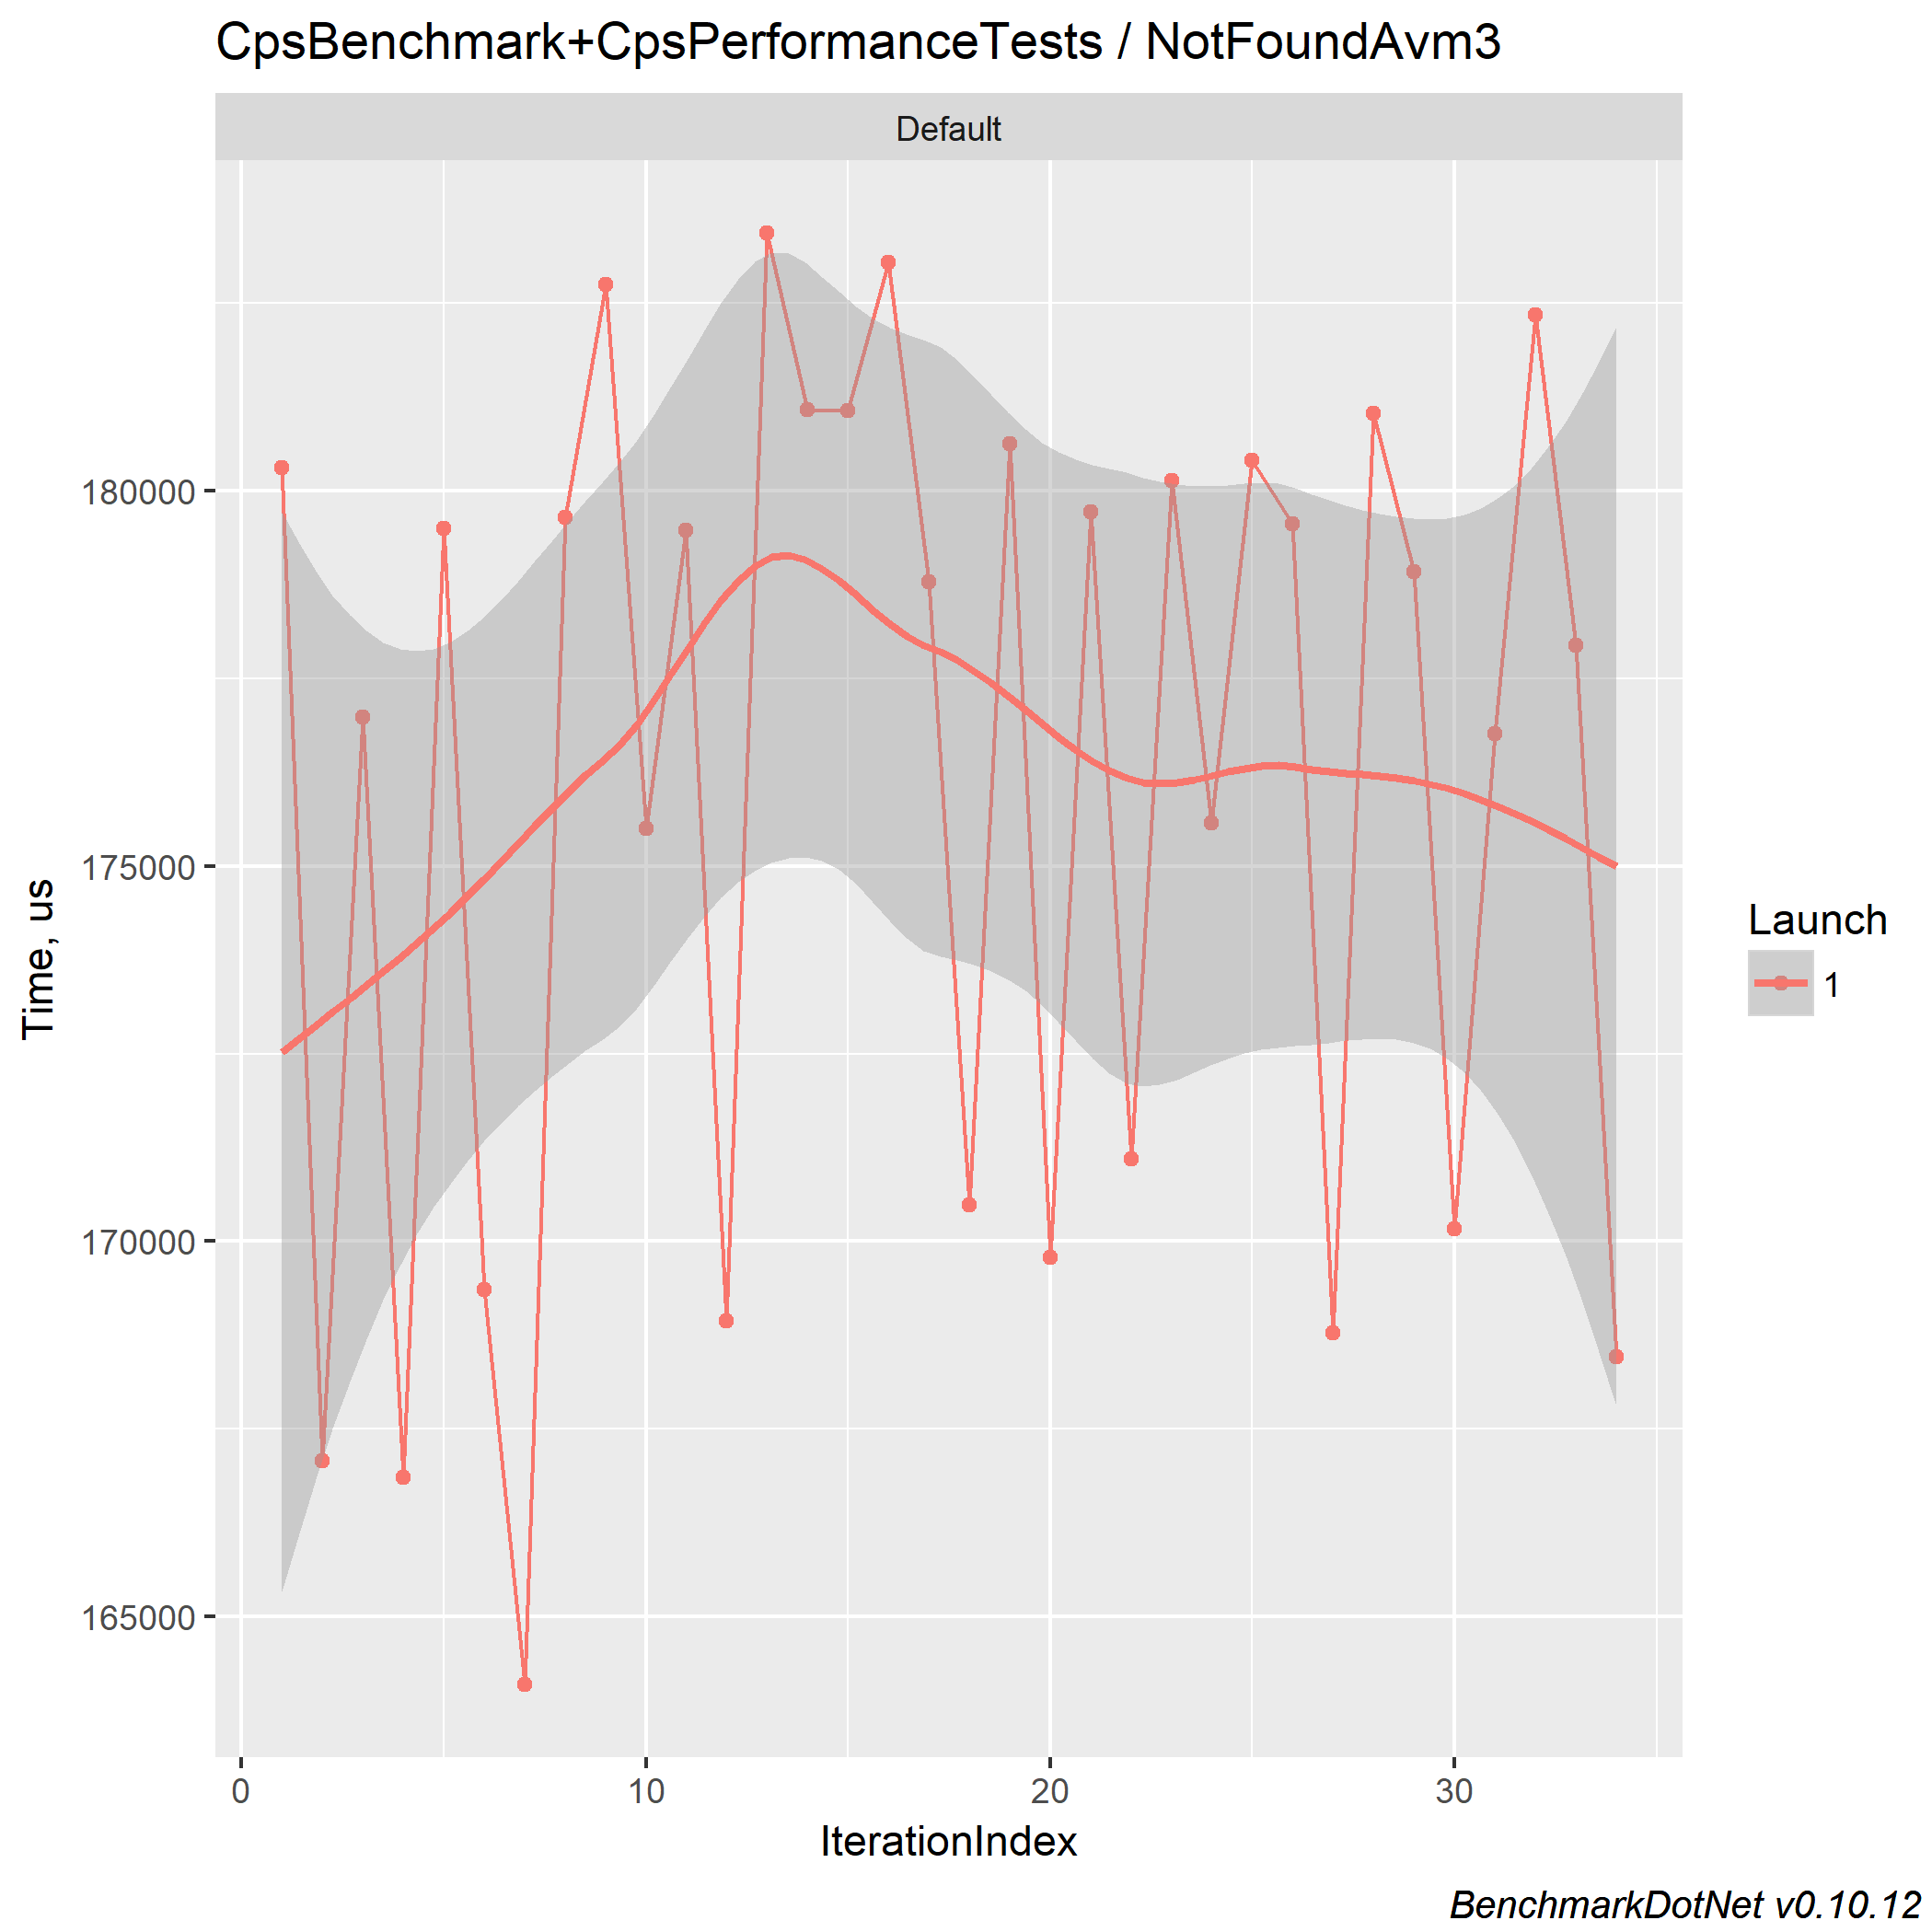 CpsBenchmark+CpsPerformanceTests / NotFoundAvm3
Default
180000
175000
170000
165000
Time, us
0 10 20 30
IterationIndex
Launch
1
BenchmarkDotNet v0.10.12